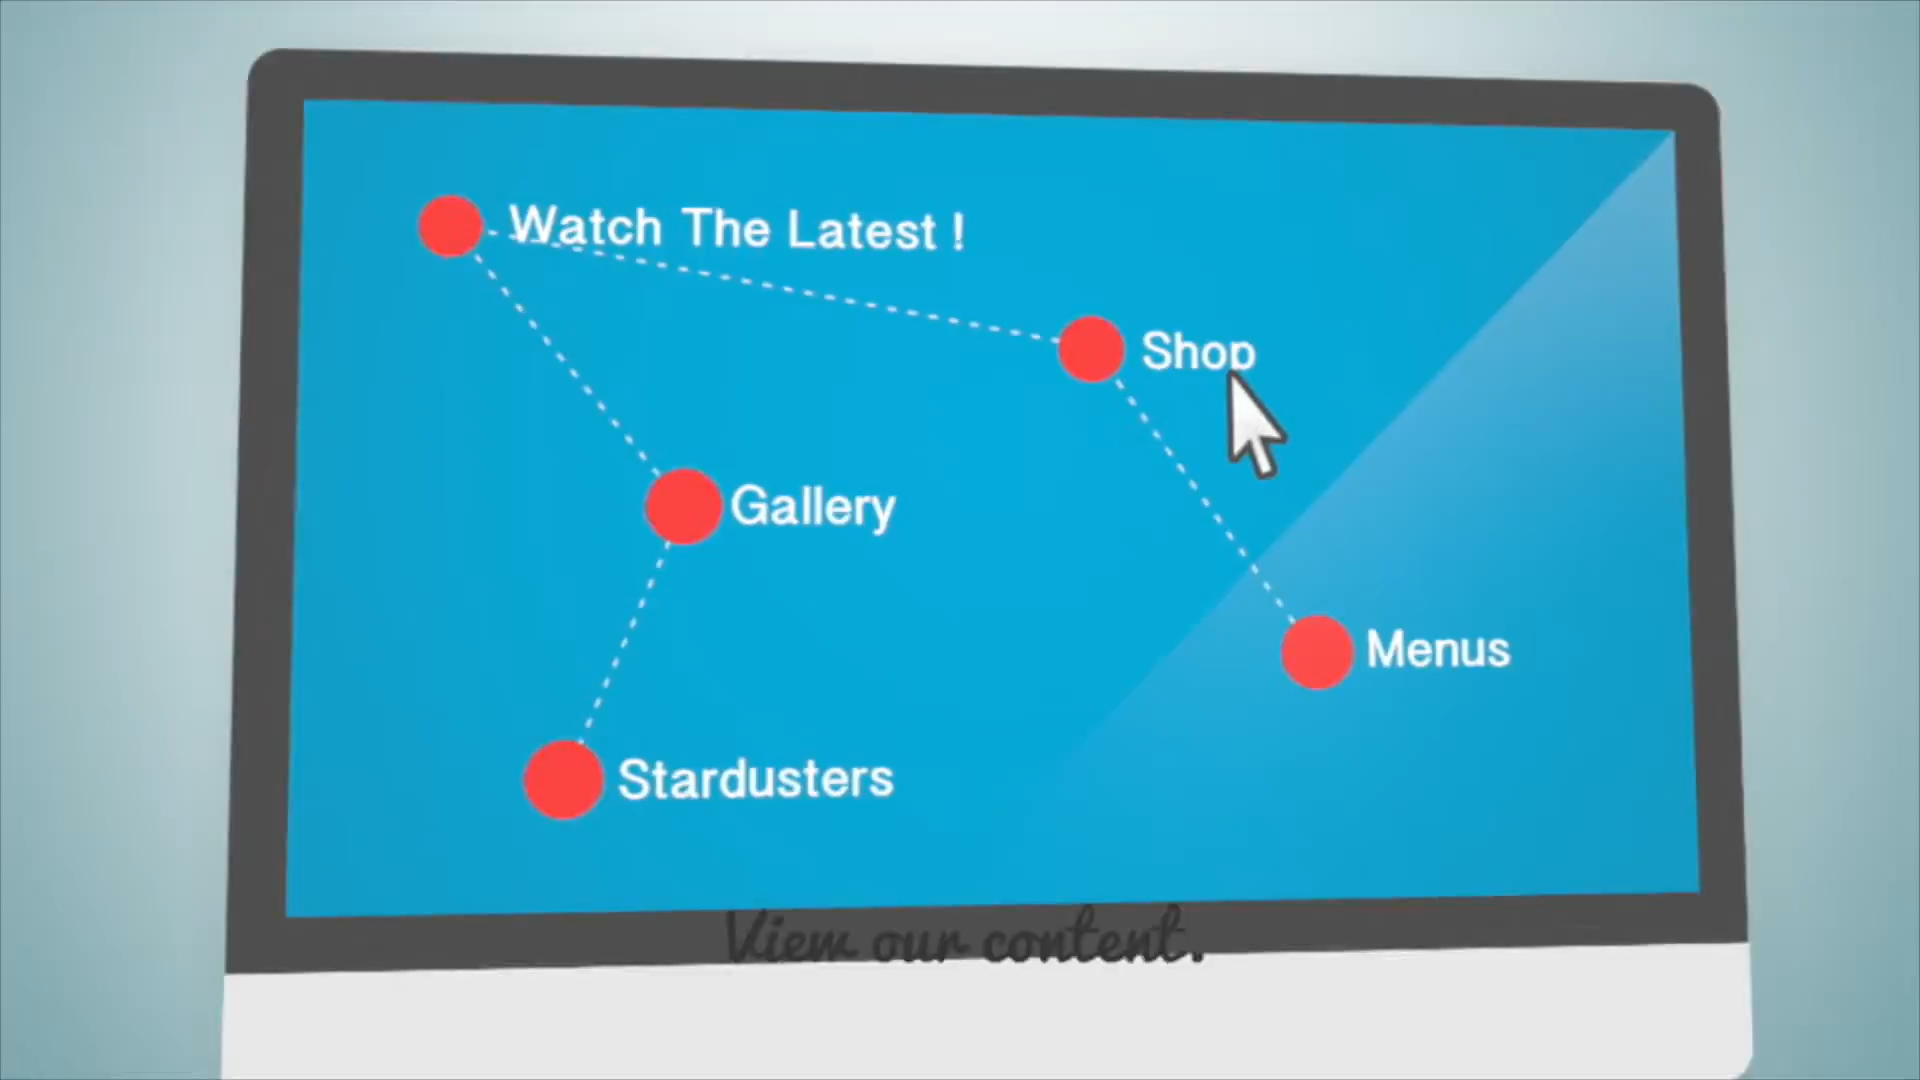 Watch The Latest !
Shop
Gallery
Menus
Stardusters
View our content.